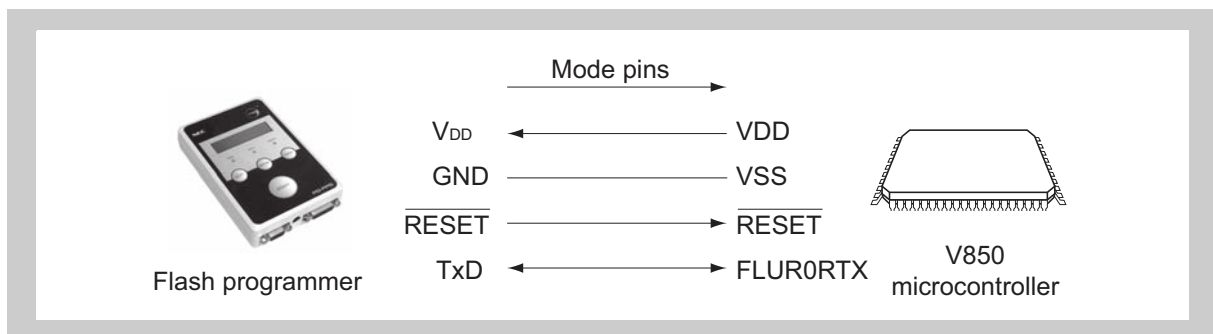 Mode pins
VDD VDD
GND VSS
RESET RESET
TxD FLUR0RTX
Flash programmer
V850
microcontroller